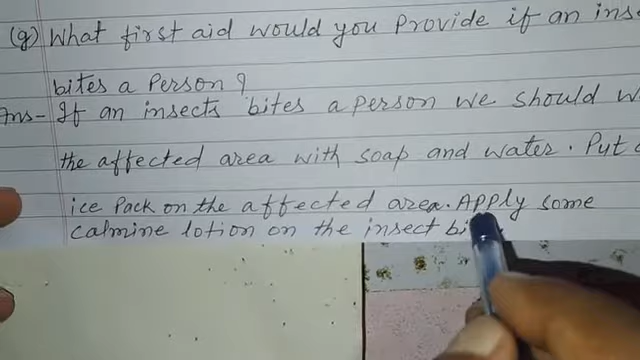 (g) What first aid would you provide if an
bites a person?
Ans- If an insects bites a person we should
the affected area with soap and water. Put
ice pack on the affected area. Apply some
calmine lotion on the insect